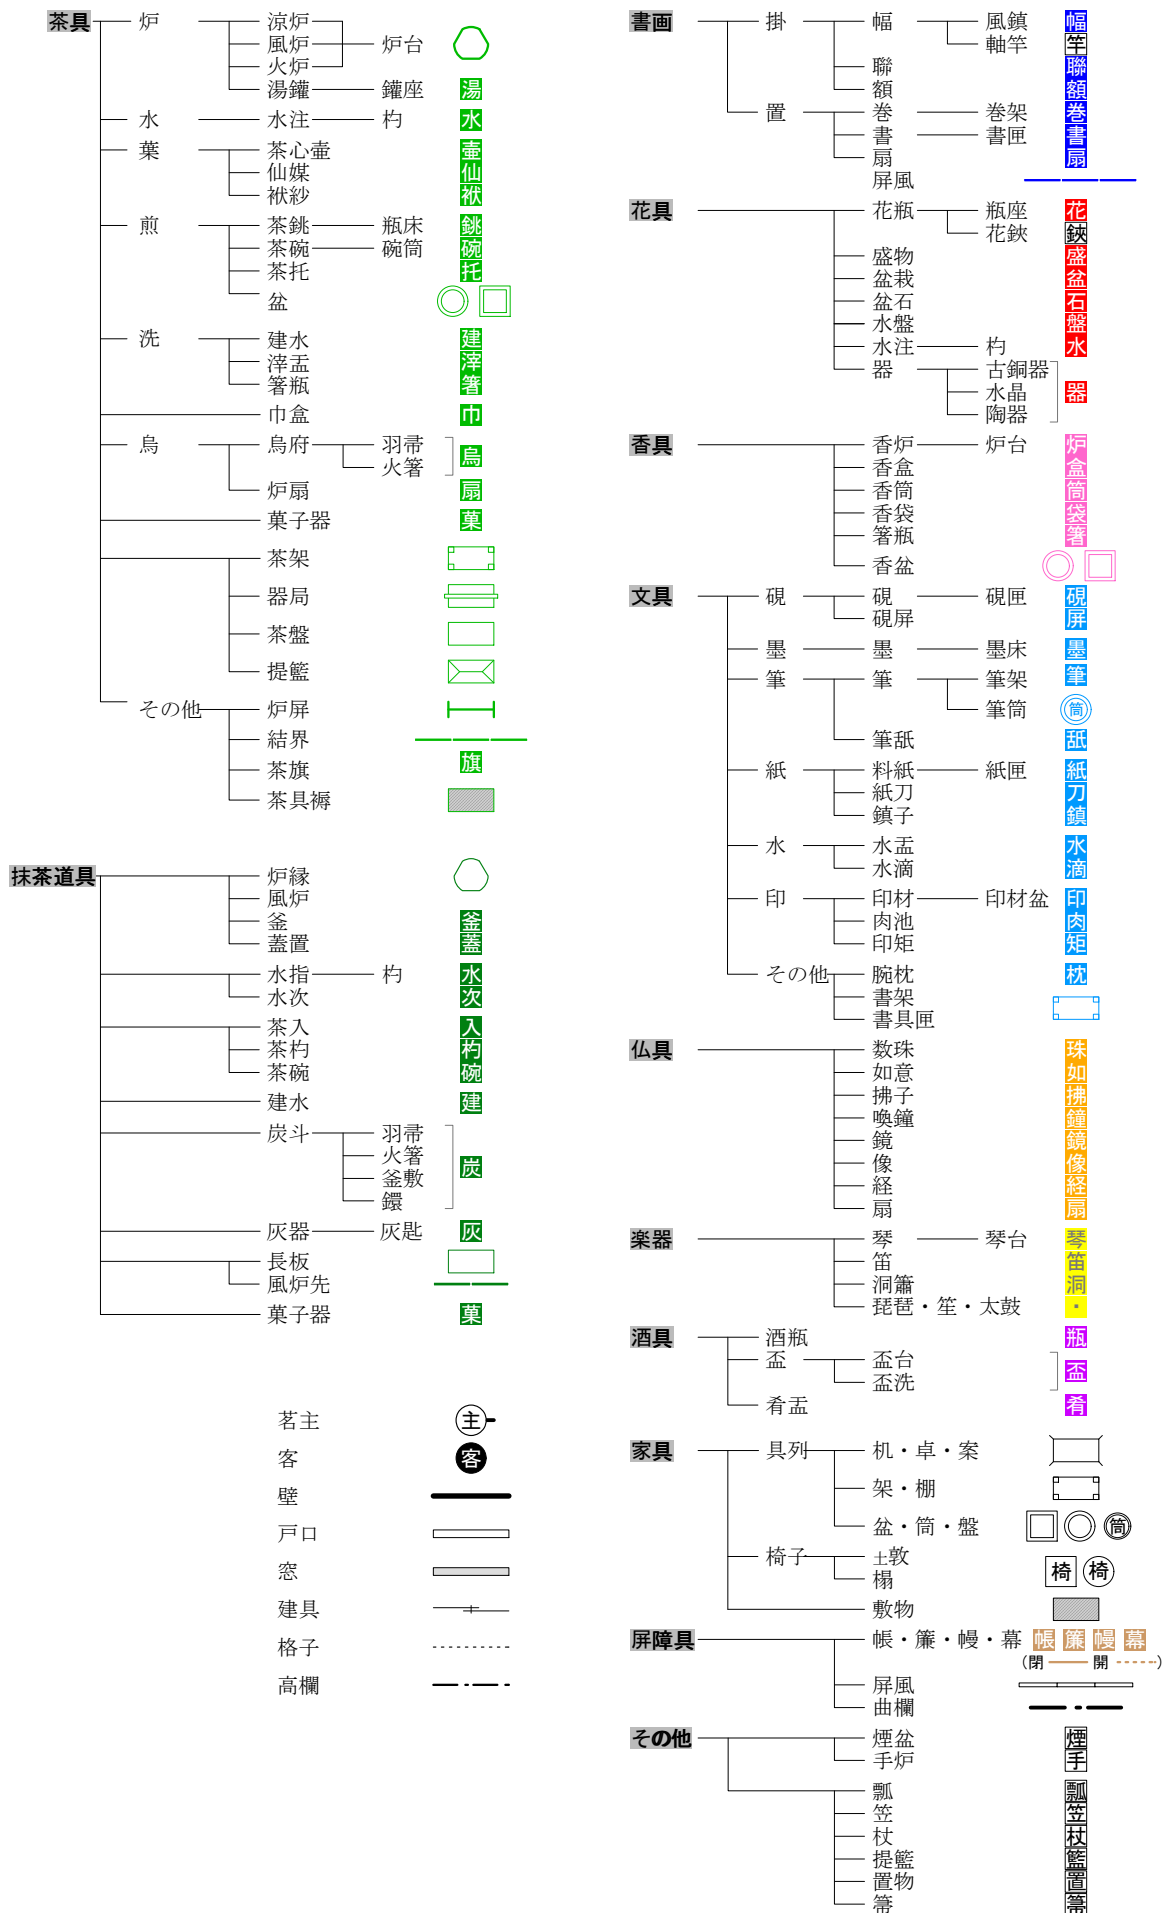 茶具 炉 涼炉
風炉 炉台
火炉
湯鑵 鑵座 湯
水 水注 杓 水
葉 茶心壷 壷
仙媒 仙
袱紗 袱
煎 茶銚 瓶床 銚
茶碗 碗筒 碗
茶托 托
盆
洗 建水 建
滓盂 滓
箸瓶 箸
巾盒 巾
烏 烏府 羽帚 烏
火箸
炉扇 扇
菓子器 菓
茶架
器局
茶盤
提籃
その他 炉屏
結界
茶旗 旗
茶具褥
抹茶道具 炉縁
風炉
釜 釜
蓋置 蓋
水指 杓 水
水次 次
茶入 入
茶杓 杓
茶碗 碗
建水 建
炭斗 羽帚 炭
火箸
釜敷
鐶
灰器 灰匙 灰
長板
風炉先
菓子器 菓
茗主 主
客 客
壁
戸口
窓
建具
格子
高欄
書画 掛 幅 風鎮 幅
軸竿 竿
聯 聯
額 額
置 巻 巻架 巻
書 書匣 書
扇 扇
屏風
花具 花瓶 瓶座 花
花鋏 鋏
盛物 盛
盆栽 盆
盆石 石
水盤 盤
水注 杓 水
器 古銅器 器
水晶
陶器
香具 香炉 炉台 炉
香盒 盒
香筒 筒
香袋 袋
箸瓶 箸
香盆
文具 硯 硯 硯匣 硯
硯屏 屏
墨 墨 墨床 墨
筆 筆 筆架 筆
筆筒 筒
筆舐 舐
紙 料紙 紙匣 紙
紙刀 刀
鎮子 鎮
水 水盂 水
水滴 滴
印 印材 印材盆 印
肉池 肉
印矩 矩
その他 腕枕 枕
書架
書具匣
仏具 数珠 珠
如意 如
払子 払
喚鐘 鐘
鏡 鏡
像 像
経 経
扇 扇
楽器 琴 琴台 琴
笛 笛
洞簫 洞
琵琶・笙・太鼓 ・
酒具 酒瓶 瓶
盃 盃台 盃
盃洗
肴盂 肴
家具 具列 机・卓・案
架・棚
盆・筒・盤 筒
椅子 土敦 椅 椅
榻
敷物
屏障具 帳・簾・幔・幕 帳 簾 幔 幕
(閉 開 )
屏風
曲欄
その他 煙盆 煙
手炉 手
瓢 瓢
笠 笠
杖 杖
提籃 籃
置物 置
箒 箒